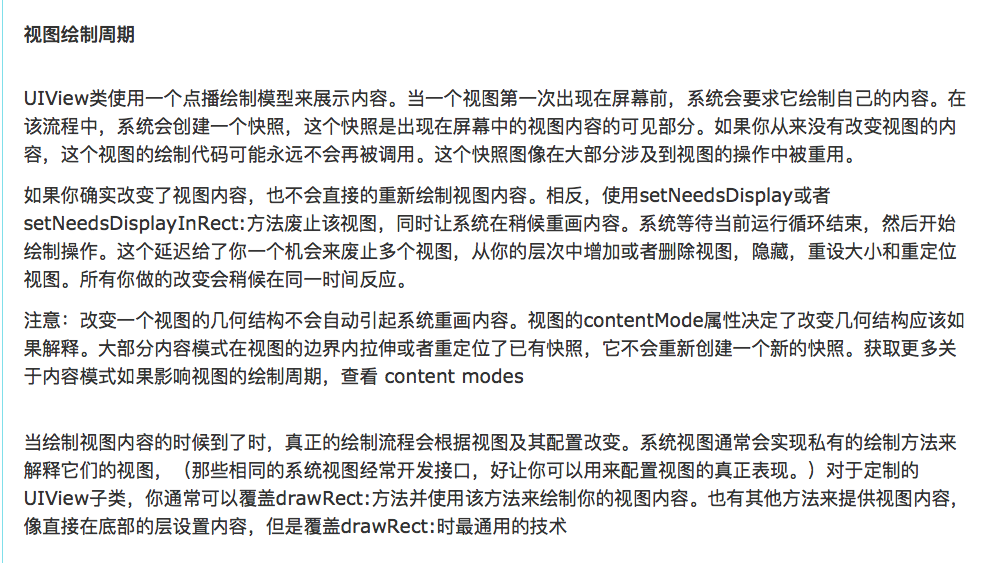 视图绘制周期
UIView类使用一个点播绘制模型来展示内容。当一个视图第一次出现在屏幕前，系统会要求它绘制自己的内容。在
该流程中，系统会创建一个快照，这个快照是出现在屏幕中的视图内容的可见部分。如果你从来没有改变视图的内
容，这个视图的绘制代码可能永远不会再被调用。这个快照图像在大部分涉及到视图的操作中被重用。
如果你确实改变了视图内容，也不会直接的重新绘制视图内容。相反，使用setNeedsDisplay或者
setNeedsDisplayInRect:方法废止该视图，同时让系统在稍候重画内容。系统等待当前运行循环结束，然后开始
绘制操作。这个延迟给了你一个机会来废止多个视图，从你的层次中增加或者删除视图，隐藏，重设大小和重定位
视图。所有你做的改变会稍候在同一时间反应。
注意：改变一个视图的几何结构不会自动引起系统重画内容。视图的contentMode属性决定了改变几何结构应该如
果解释。大部分内容模式在视图的边界内拉伸或者重定位了已有快照，它不会重新创建一个新的快照。获取更多关
于内容模式如果影响视图的绘制周期，查看 content modes
当绘制视图内容的时候到了时，真正的绘制流程会根据视图及其配置改变。系统视图通常会实现私有的绘制方法来
解释它们的视图，（那些相同的系统视图经常开发接口，好让你可以用来配置视图的真正表现。）对于定制的
UIView子类，你通常可以覆盖drawRect:方法并使用该方法来绘制你的视图内容。也有其他方法来提供视图内容，
像直接在底部的层设置内容，但是覆盖drawRect:时最通用的技术